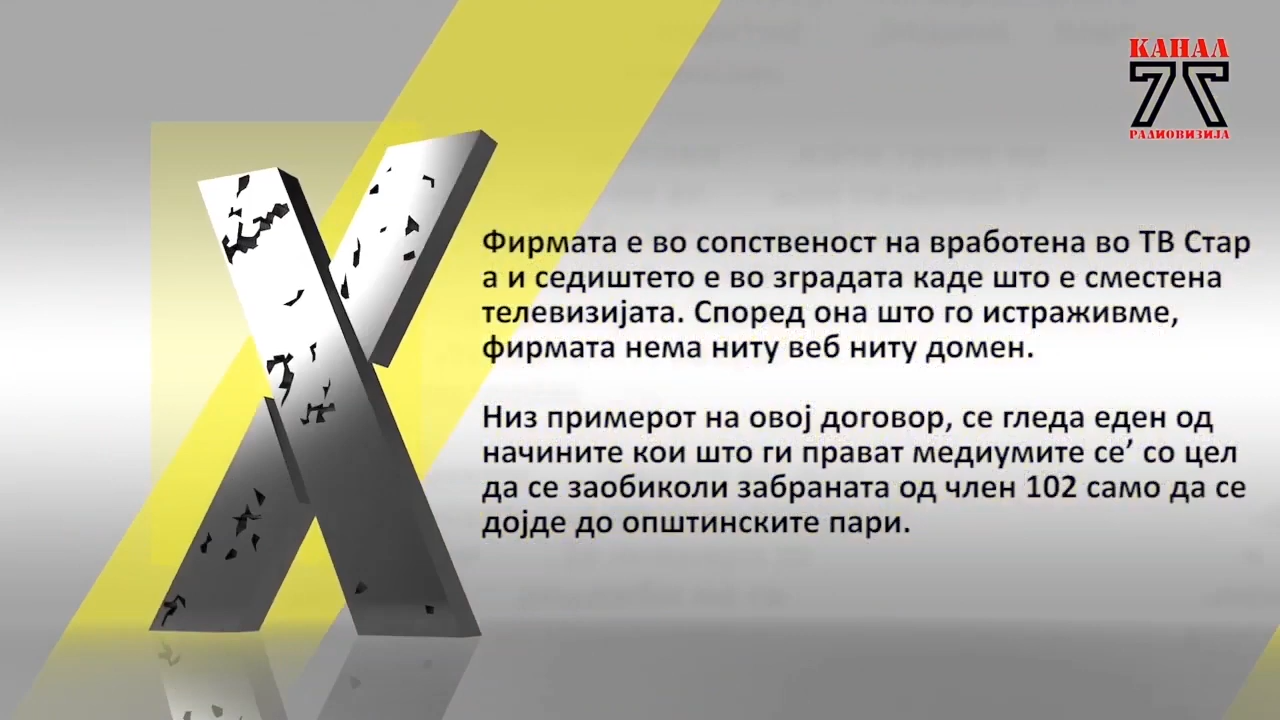 КАНАЛ
77
РАДИОВИЗИЈА
Фирмата е во сопственост на вработена во ТВ Стар
а и седиштето е во зградата каде што е сместена
телевизијата. Според она што го истраживме,
фирмата нема ниту веб ниту домен.
Низ примерот на овој договор, се гледа еден од
начините кои што ги прават медиумите се’ со цел
да се заобиколи забраната од член 102 само да се
дојде до општинските пари.